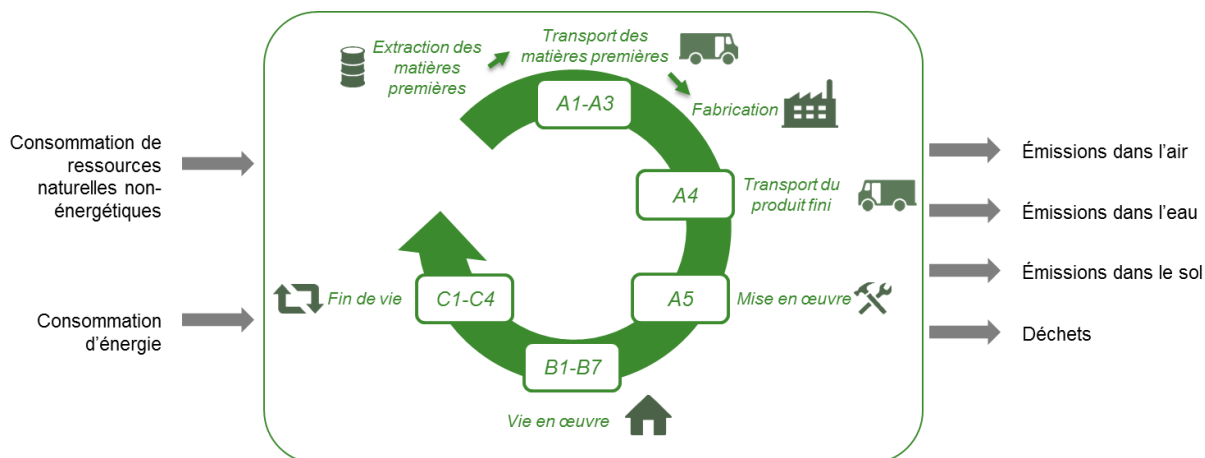 Consommation de
ressources
naturelles non-
énergétiques
Consommation
d’énergie
Extraction des
matières
premières
Transport des
matières premières
Fabrication
A1-A3
A4
Transport du
produit fini
A5
Mise en œuvre
B1-B7
Vie en œuvre
C1-C4
Fin de vie
Émissions dans l’air
Émissions dans l’eau
Émissions dans le sol
Déchets